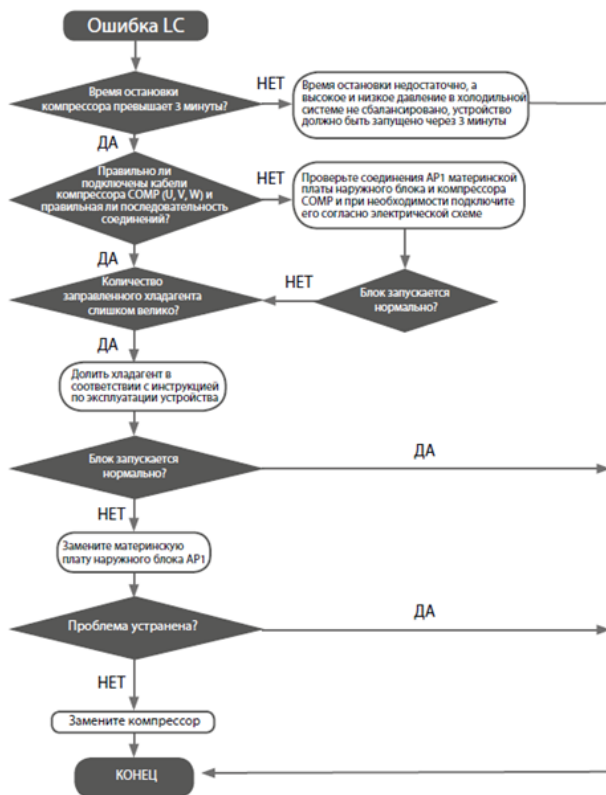 Ошибка LC
Время остановки
компрессора превышает 3 минуты?
НЕТ
Время остановки недостаточно, а
высокое и низкое давление в холодильной
системе не сбалансировано, устройство
должно быть запущено через 3 минуты
ДА
Правильно ли
подключены кабели
компрессора COMP (U, V, W) и
правильная ли последовательность
соединений?
НЕТ
Проверьте соединения AP1 материнской
платы наружного блока и компрессора
COMP и при необходимости подключите
его согласно электрической схеме
ДА
Количество
заправленного хладагента
слишком велико?
НЕТ
Блок запускается
нормально?
ДА
Долить хладагент в
соответствии с инструкцией
по эксплуатации устройства
Блок запускается
нормально?
ДА
НЕТ
Замените материнскую
плату наружного блока AP1
Проблема устранена?
ДА
НЕТ
Замените компрессор
КОНЕЦ